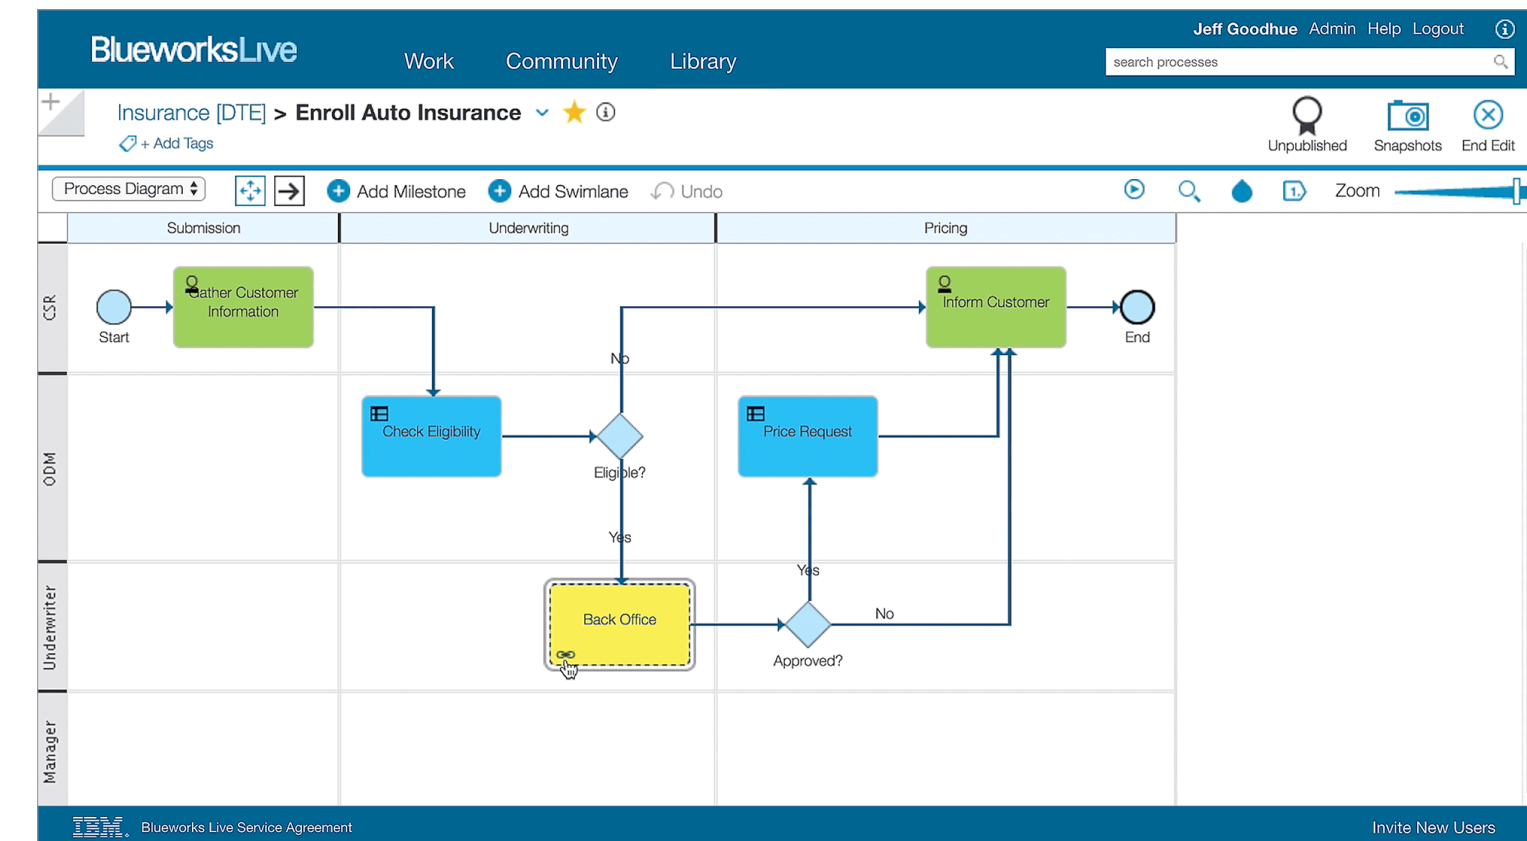 Jeff Goodhue Admin Help Logout
BlueworksLive
Work Community Library
search processes
Insurance [DTE] > Enroll Auto Insurance
+ Add Tags
Unpublished Snapshots End Edit
Process Diagram
Add Milestone
Add Swimlane
Undo
1.
Zoom
Submission
Underwriting
Pricing
CSR
Gather Customer
Information
Inform Customer
Start
End
No
ODM
Check Eligibility
Price Request
Eligible?
Yes
Underwriter
Yes
Back Office
No
Approved?
Manager
IBM.
Blueworks Live Service Agreement
Invite New Users